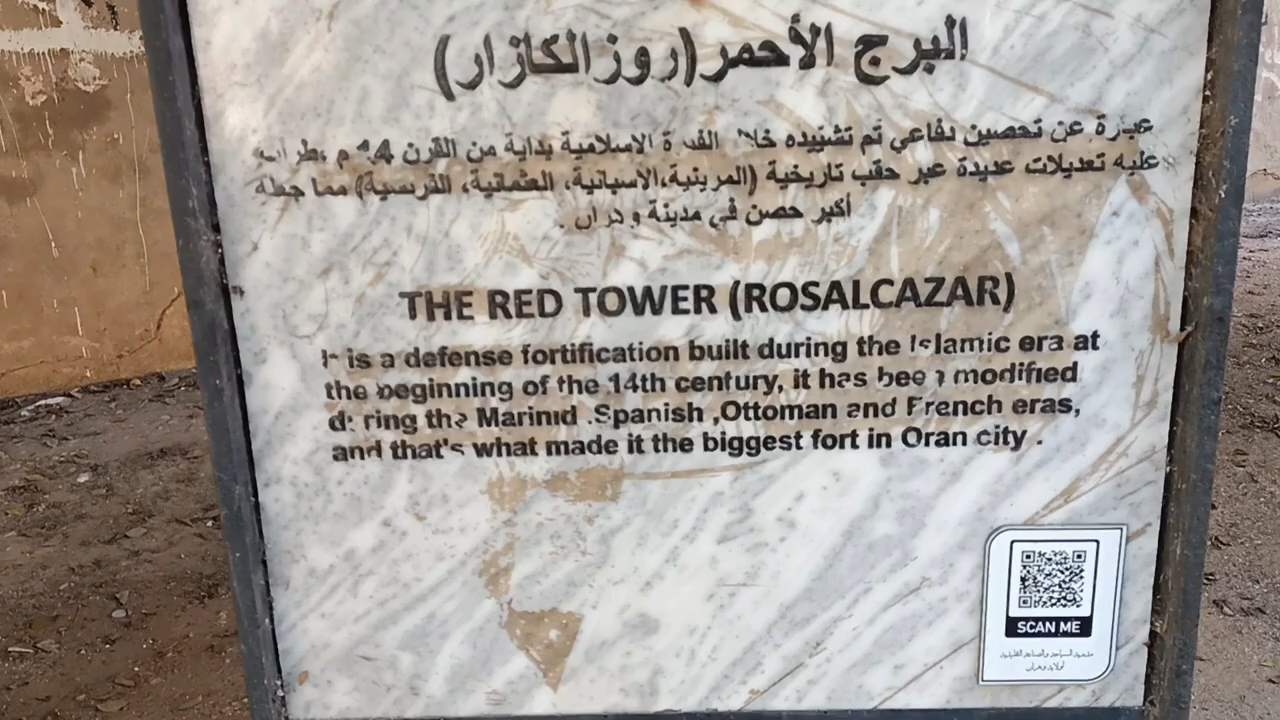 البرج الأحمر (روز الكازار)
عبارة عن تحصين دفاعي تم تشييده خلال الفترة الاسلامية بداية من القرن 14 م
عليه تعديلات عديدة عبر حقب تاريخية (المرينية،الاسبانية، العثمانية، الفرنسية) مما جعله
أكبر حصن في مدينة وهران .
THE RED TOWER (ROSALCAZAR)
It is a defense fortification built during the Islamic era at
the beginning of the 14th century, it has been modified
during the Marinid .Spanish ,Ottoman and French eras,
and that's what made it the biggest fort in Oran city .
SCAN ME